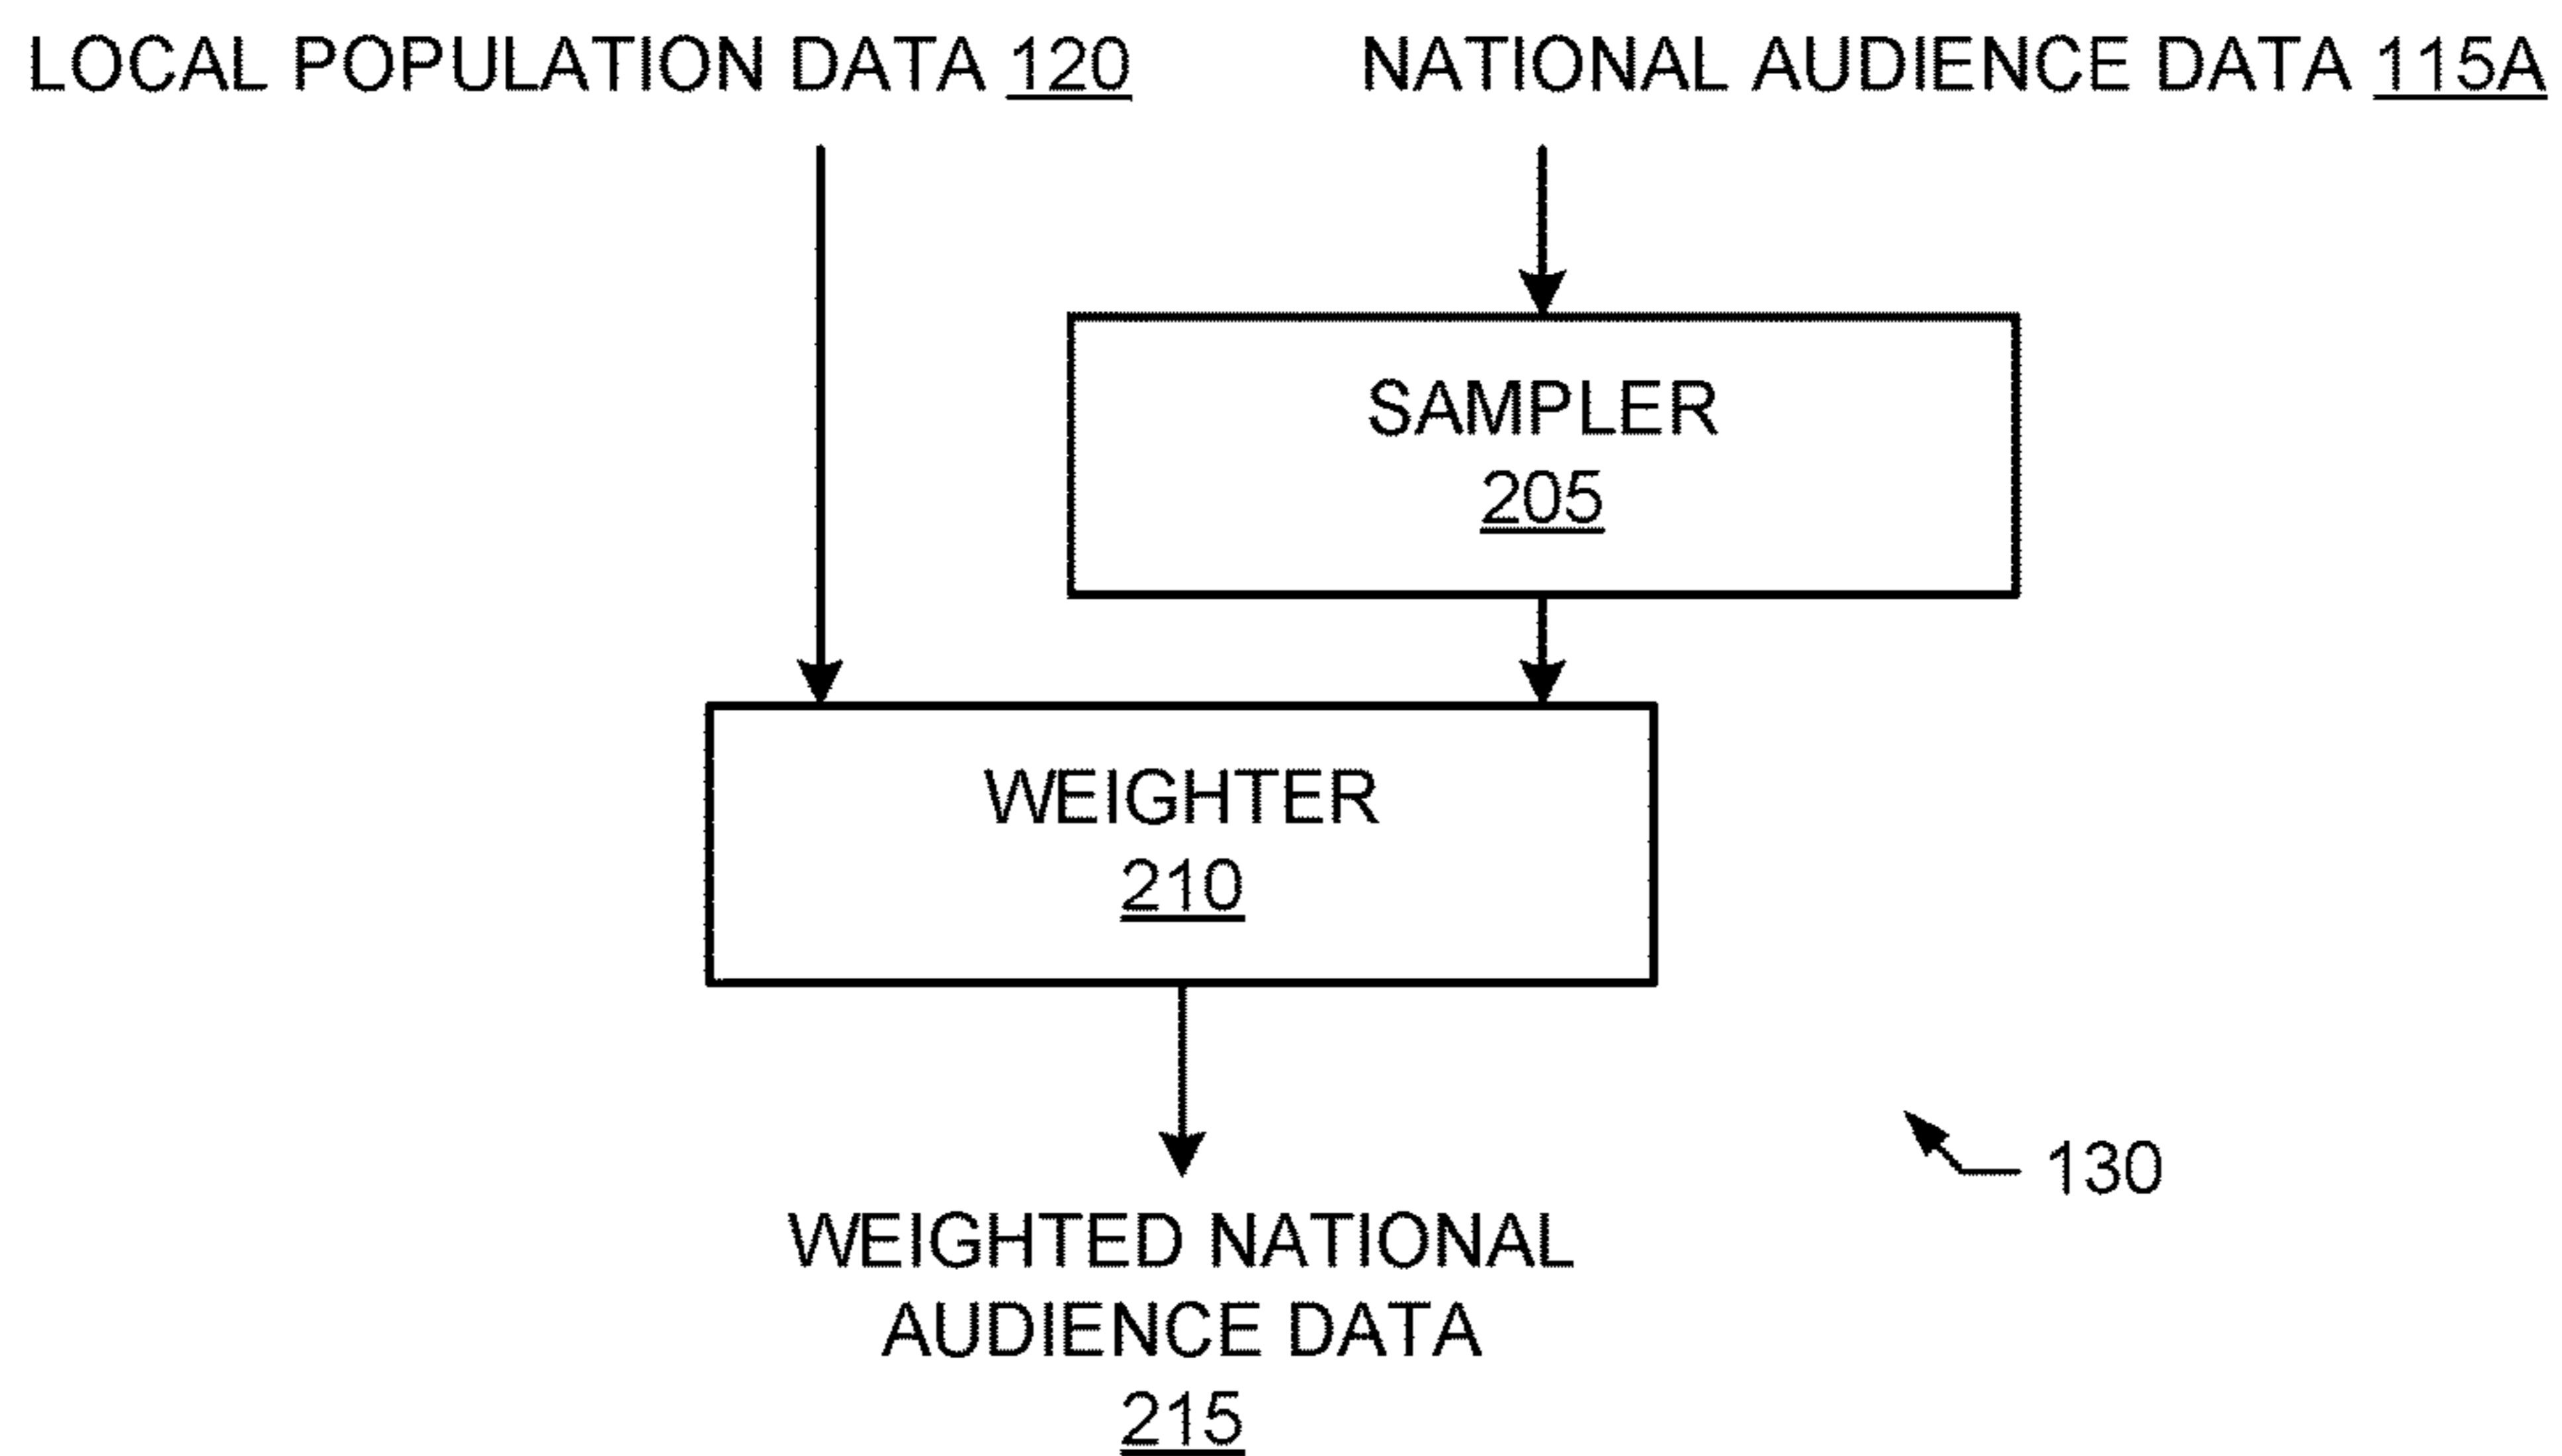 LOCAL POPULATION DATA 120
NATIONAL AUDIENCE DATA 115A
SAMPLER
205
WEIGHTER
210
130
WEIGHTED NATIONAL
AUDIENCE DATA
215